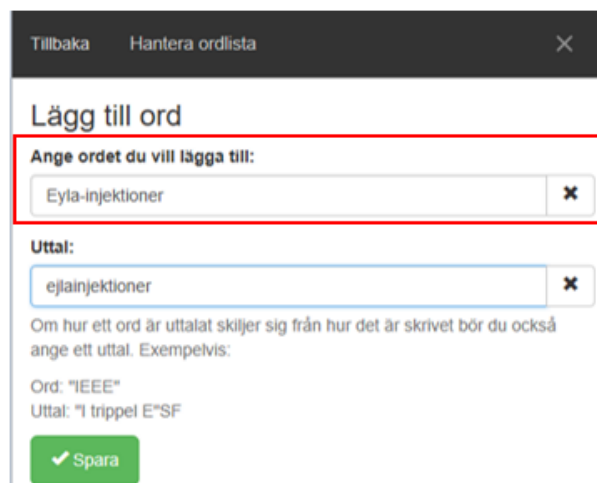 Tillbaka Hantera ordlista
Lägg till ord
Ange ordet du vill lägga till:
Eyla-injektioner
Uttal:
ejlainjektioner
Om hur ett ord är uttalat skiljer sig från hur det är skrivet bör du också
ange ett uttal. Exempelvis:
Ord: "IEEE"
Uttal: "I trippel E"SF
Spara